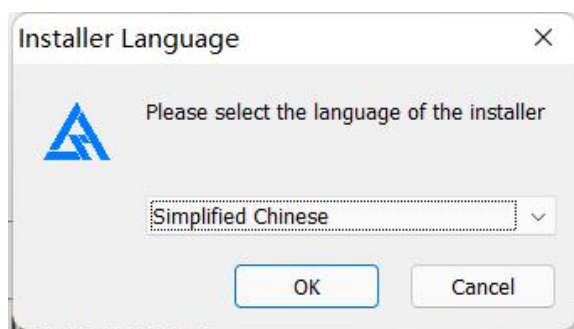 Installer Language
Please select the language of the installer
Simplified Chinese
OK Cancel